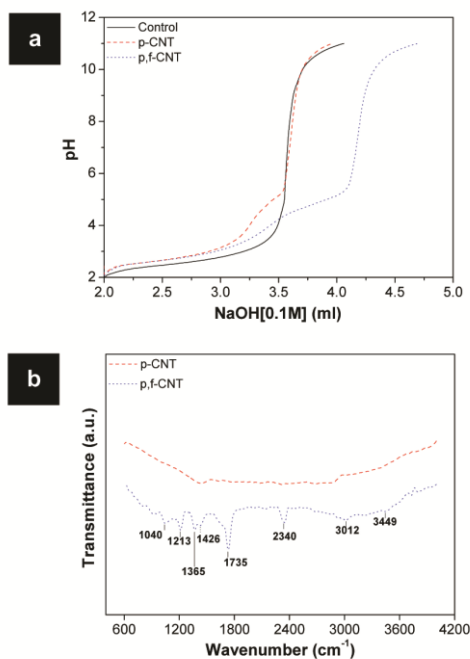 a
Control
p-CNT
p,f-CNT
12
10
8
6
4
2
pH
2.0
2.5
3.0
3.5
4.0
4.5
5.0
NaOH[0.1M] (ml)
b
p-CNT
p,f-CNT
Transmittance (a.u.)
1040
1213
1365
1426
1735
2340
3012
3449
600
1200
1800
2400
3000
3600
4200
Wavenumber (cm⁻¹)